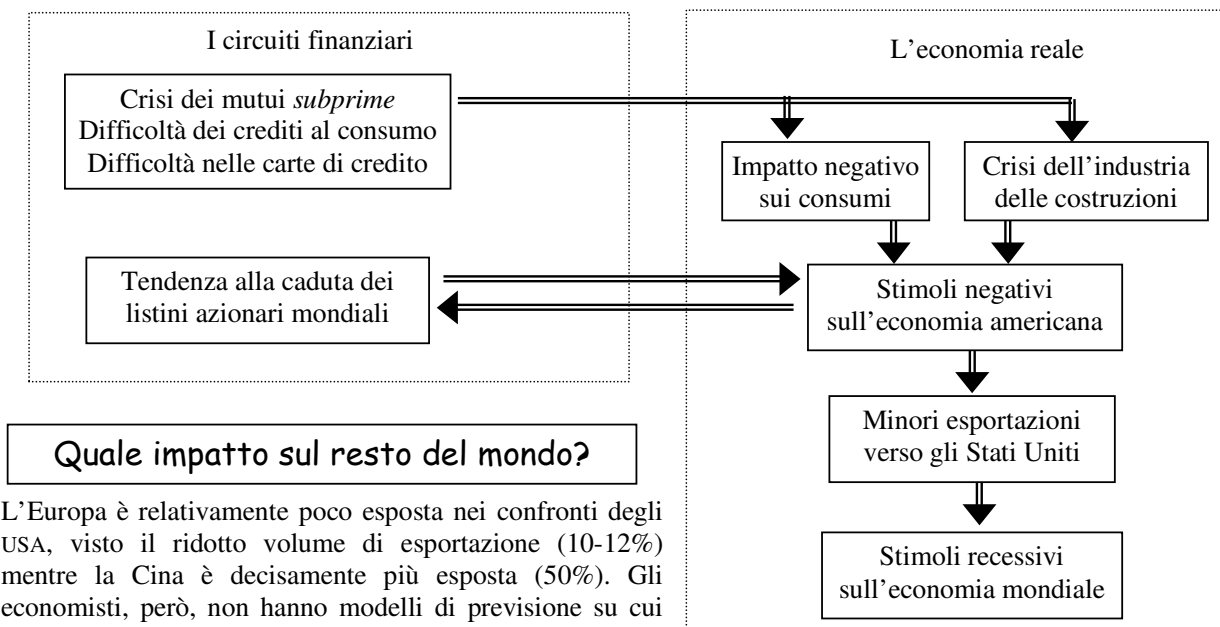 I circuiti finanziari
Crisi dei mutui subprime
Difficoltà dei crediti al consumo
Difficoltà nelle carte di credito
Tendenza alla caduta dei
listini azionari mondiali
L’economia reale
Impatto negativo
sui consumi
Crisi dell’industria
delle costruzioni
Stimoli negativi
sull’economia americana
Minori esportazioni
verso gli Stati Uniti
Stimoli recessivi
sull’economia mondiale
Quale impatto sul resto del mondo?
L’Europa è relativamente poco esposta nei confronti degli
USA, visto il ridotto volume di esportazione (10-12%)
mentre la Cina è decisamente più esposta (50%). Gli
economisti, però, non hanno modelli di previsione su cui